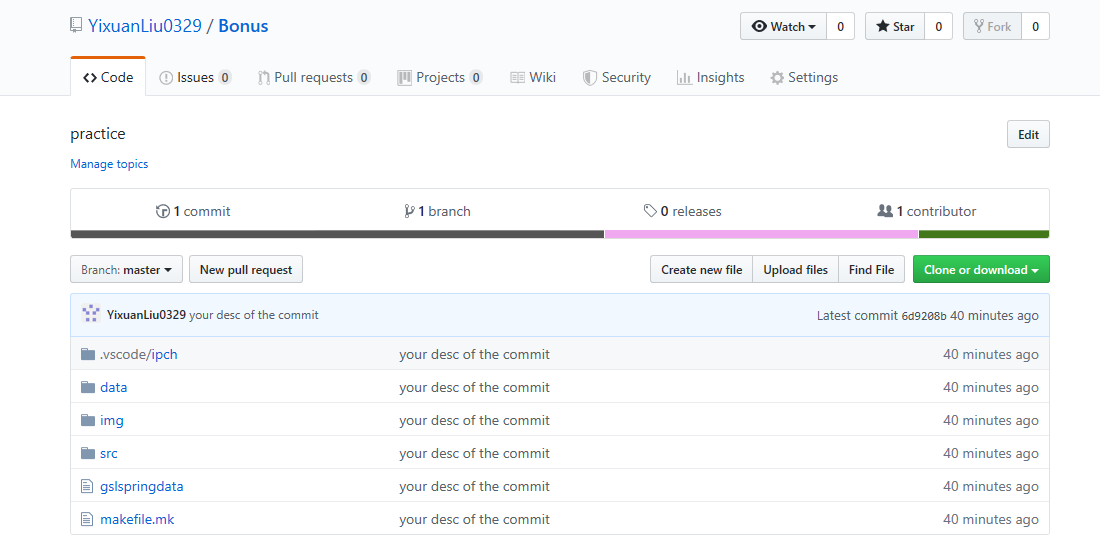 YixuanLiu0329 / Bonus Watch 0 Star 0 Fork 0
Code Issues 0 Pull requests 0 Projects 0 Wiki Security Insights Settings
practice Edit
Manage topics
1 commit 1 branch 0 releases 1 contributor
Branch: master New pull request Create new file Upload files Find File Clone or download
YixuanLiu0329 your desc of the commit Latest commit 6d9208b 40 minutes ago
.vscode/ipch your desc of the commit 40 minutes ago
data your desc of the commit 40 minutes ago
img your desc of the commit 40 minutes ago
src your desc of the commit 40 minutes ago
gslspringdata your desc of the commit 40 minutes ago
makefile.mk your desc of the commit 40 minutes ago